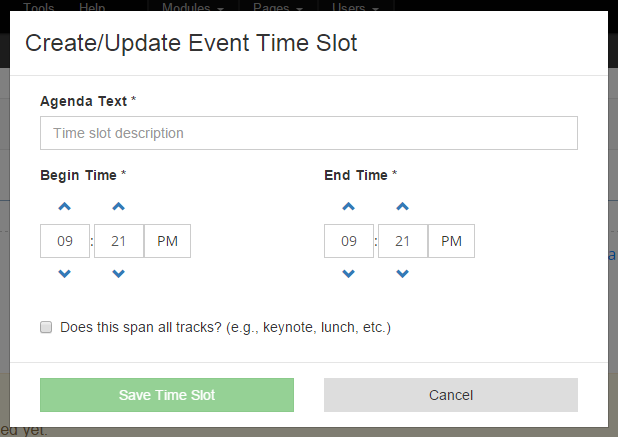 Tools Help Modules Pages Users
Create/Update Event Time Slot
Agenda Text *
Time slot description
Begin Time * End Time *
09 : 21 PM 09 : 21 PM
Does this span all tracks? (e.g., keynote, lunch, etc.)
Save Time Slot Cancel
ed yet.